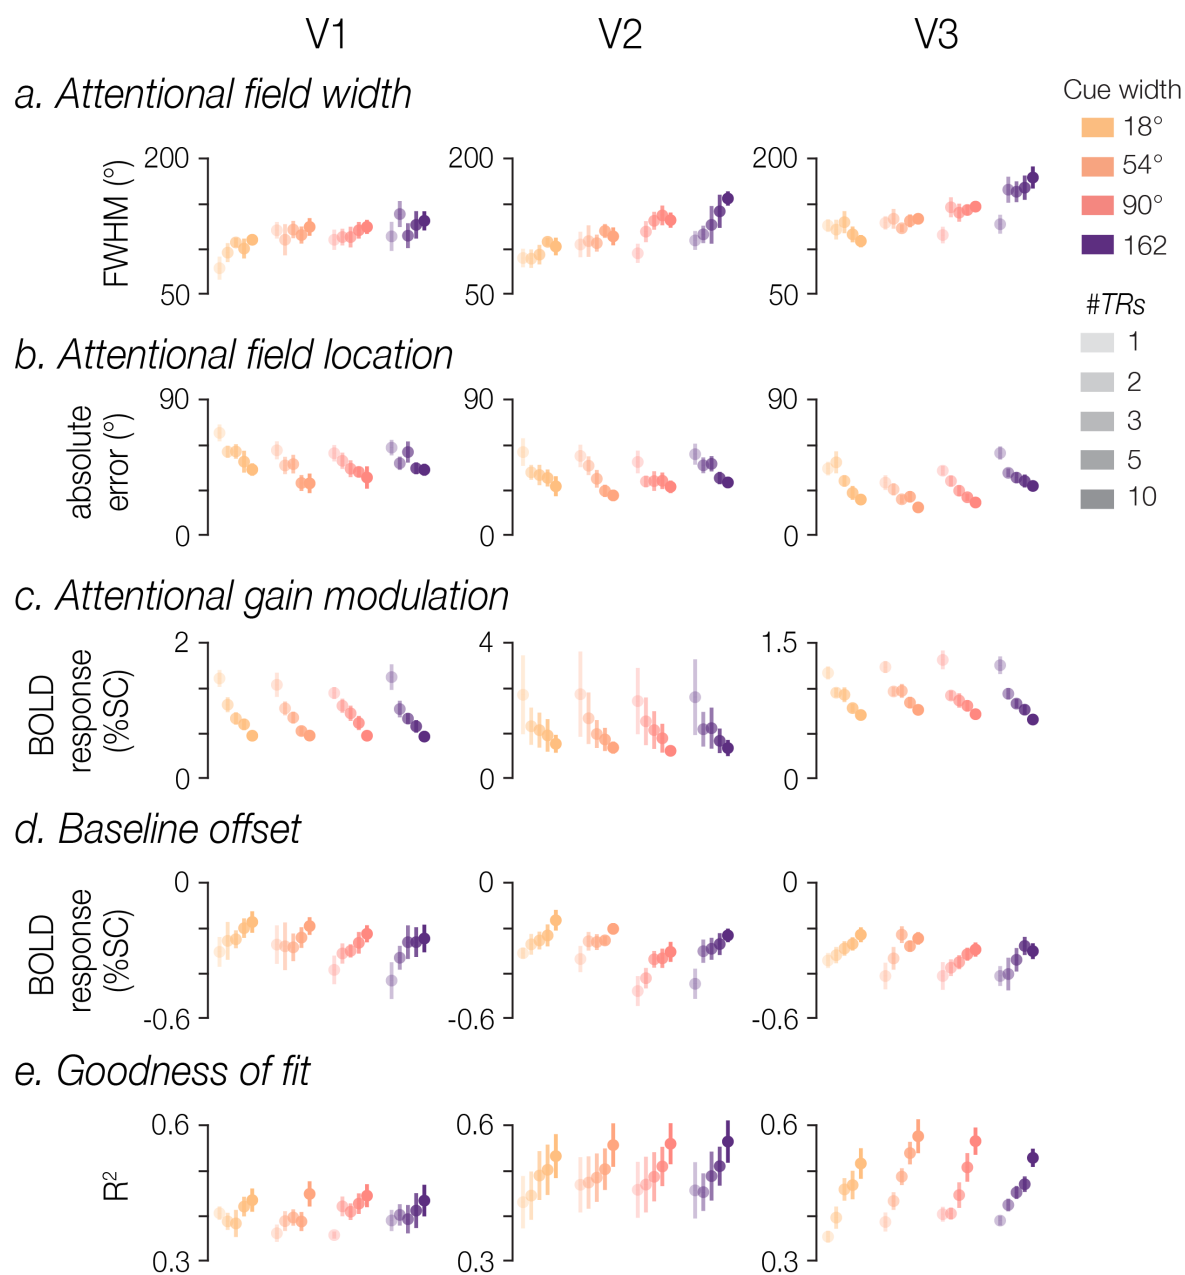 V1 V2 V3
a. Attentional field width
Cue width
18°
54°
90°
162
#TRs
1
2
3
5
10
FWHM (°)
200
50
200
50
200
50
b. Attentional field location
absolute
error (°)
90
0
90
0
90
0
c. Attentional gain modulation
BOLD
response
(%SC)
2
0
4
0
1.5
0
d. Baseline offset
BOLD
response
(%SC)
0
-0.6
0
-0.6
0
-0.6
e. Goodness of fit
R²
0.6
0.3
0.6
0.3
0.6
0.3